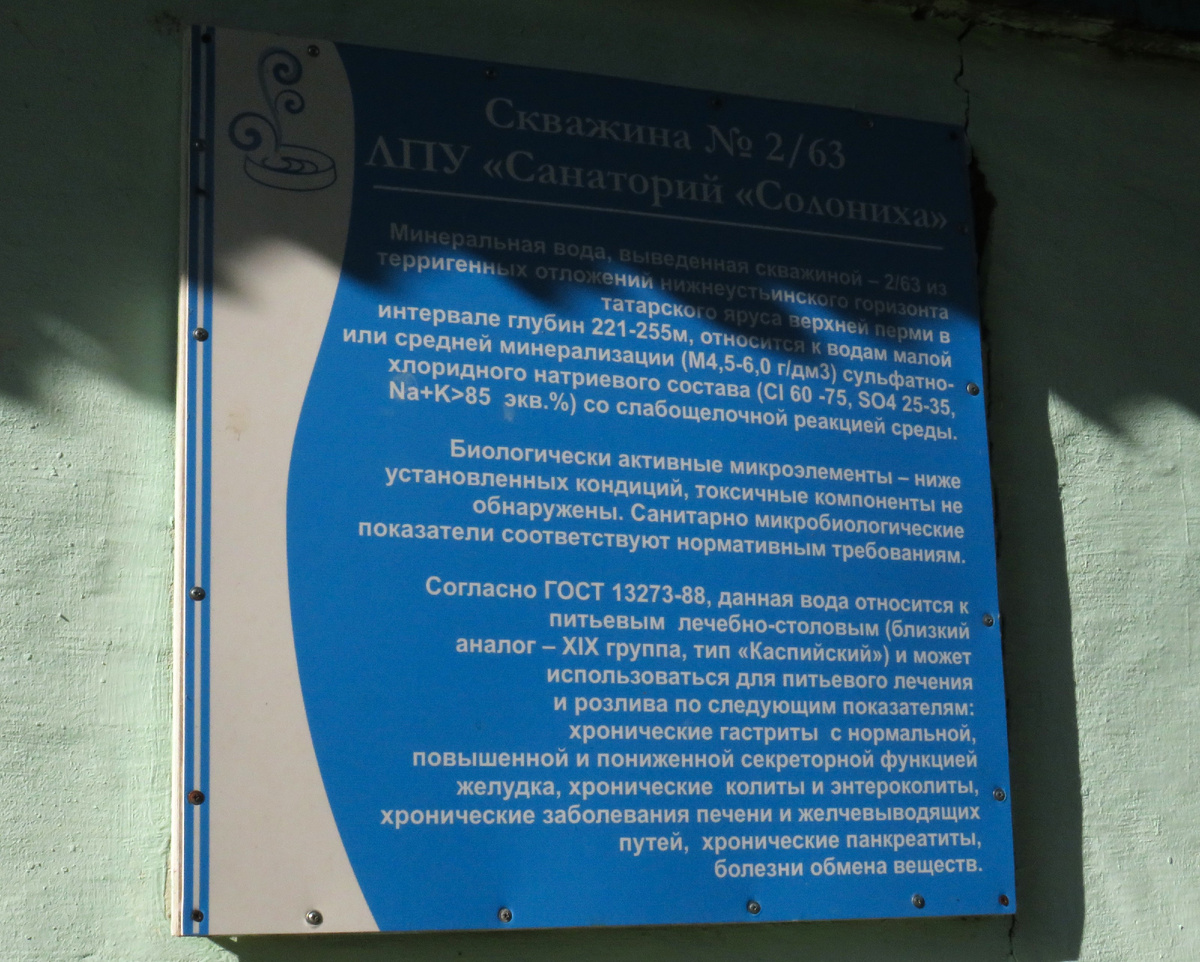 Скважина № 2/63
ЛПУ «Санаторий «Солониха»
Минеральная вода, выведенная скважиной – 2/63 из
терригенных отложений нижнеустьинского горизонта
татарского яруса верхней перми в
интервале глубин 221-255м, относится к водам малой
или средней минерализации (М4,5-6,0 г/дм3) сульфатно-
хлоридного натриевого состава (Cl 60 -75, SO4 25-35,
Na+K>85 экв.%) со слабощелочной реакцией среды.
Биологически активные микроэлементы – ниже
установленных кондиций, токсичные компоненты не
обнаружены. Санитарно микробиологические
показатели соответствуют нормативным требованиям.
Согласно ГОСТ 13273-88, данная вода относится к
питьевым лечебно-столовым (близкий
аналог – XIX группа, тип «Каспийский») и может
использоваться для питьевого лечения
и розлива по следующим показателям:
хронические гастриты с нормальной,
повышенной и пониженной секреторной функцией
желудка, хронические колиты и энтероколиты,
хронические заболевания печени и желчевыводящих
путей, хронические панкреатиты,
болезни обмена веществ.